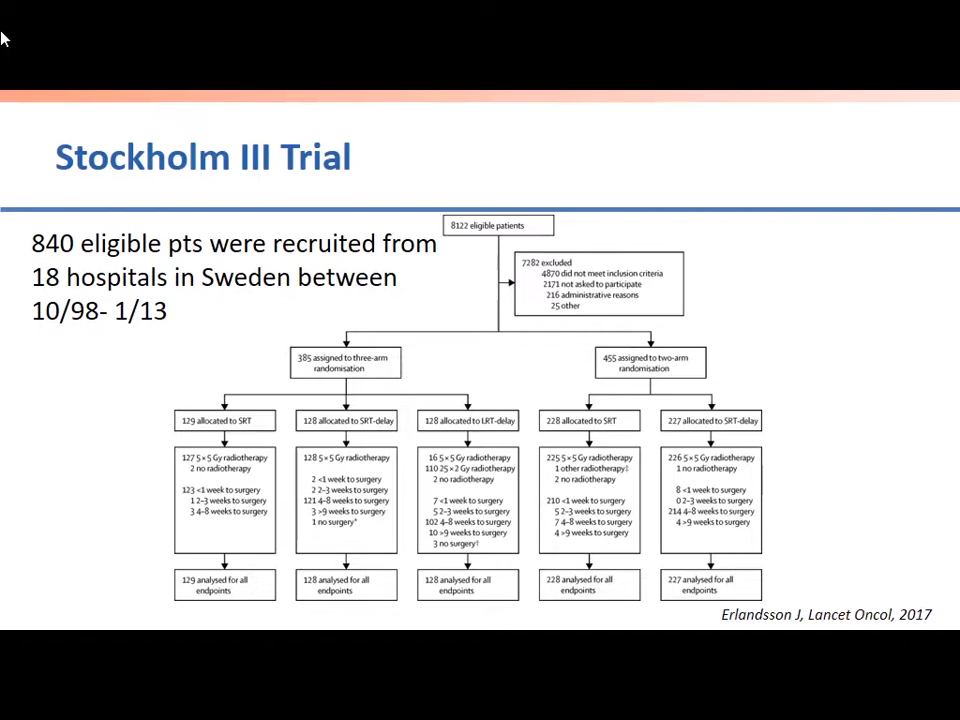 Stockholm III Trial
840 eligible pts were recruited from
18 hospitals in Sweden between
10/98- 1/13
8122 eligible patients
7282 excluded
4870 did not meet inclusion criteria
2171 not asked to participate
216 administrative reasons
25 other
385 assigned to three-arm
randomisation
455 assigned to two-arm
randomisation
129 allocated to SRT
128 allocated to SRT-delay
128 allocated to LRT-delay
228 allocated to SRT
227 allocated to SRT-delay
127 5 × 5 Gy radiotherapy
2 no radiotherapy
123 <1 week to surgery
1 2–3 weeks to surgery
3 4–8 weeks to surgery
128 5 × 5 Gy radiotherapy
2 <1 week to surgery
2 2–3 weeks to surgery
121 4–8 weeks to surgery
3 >9 weeks to surgery
1 no surgery*
16 5 × 5 Gy radiotherapy
110 25 × 2 Gy radiotherapy
2 no radiotherapy
7 <1 week to surgery
5 2–3 weeks to surgery
102 4–8 weeks to surgery
10 >9 weeks to surgery
3 no surgery†
225 5 × 5 Gy radiotherapy
1 other radiotherapy‡
2 no radiotherapy
210 <1 week to surgery
5 2–3 weeks to surgery
7 4–8 weeks to surgery
4 >9 weeks to surgery
226 5 × 5 Gy radiotherapy
1 no radiotherapy
8 <1 week to surgery
0 2–3 weeks to surgery
214 4–8 weeks to surgery
4 >9 weeks to surgery
129 analysed for all
endpoints
128 analysed for all
endpoints
128 analysed for all
endpoints
228 analysed for all
endpoints
227 analysed for all
endpoints
Erlandsson J, Lancet Oncol, 2017